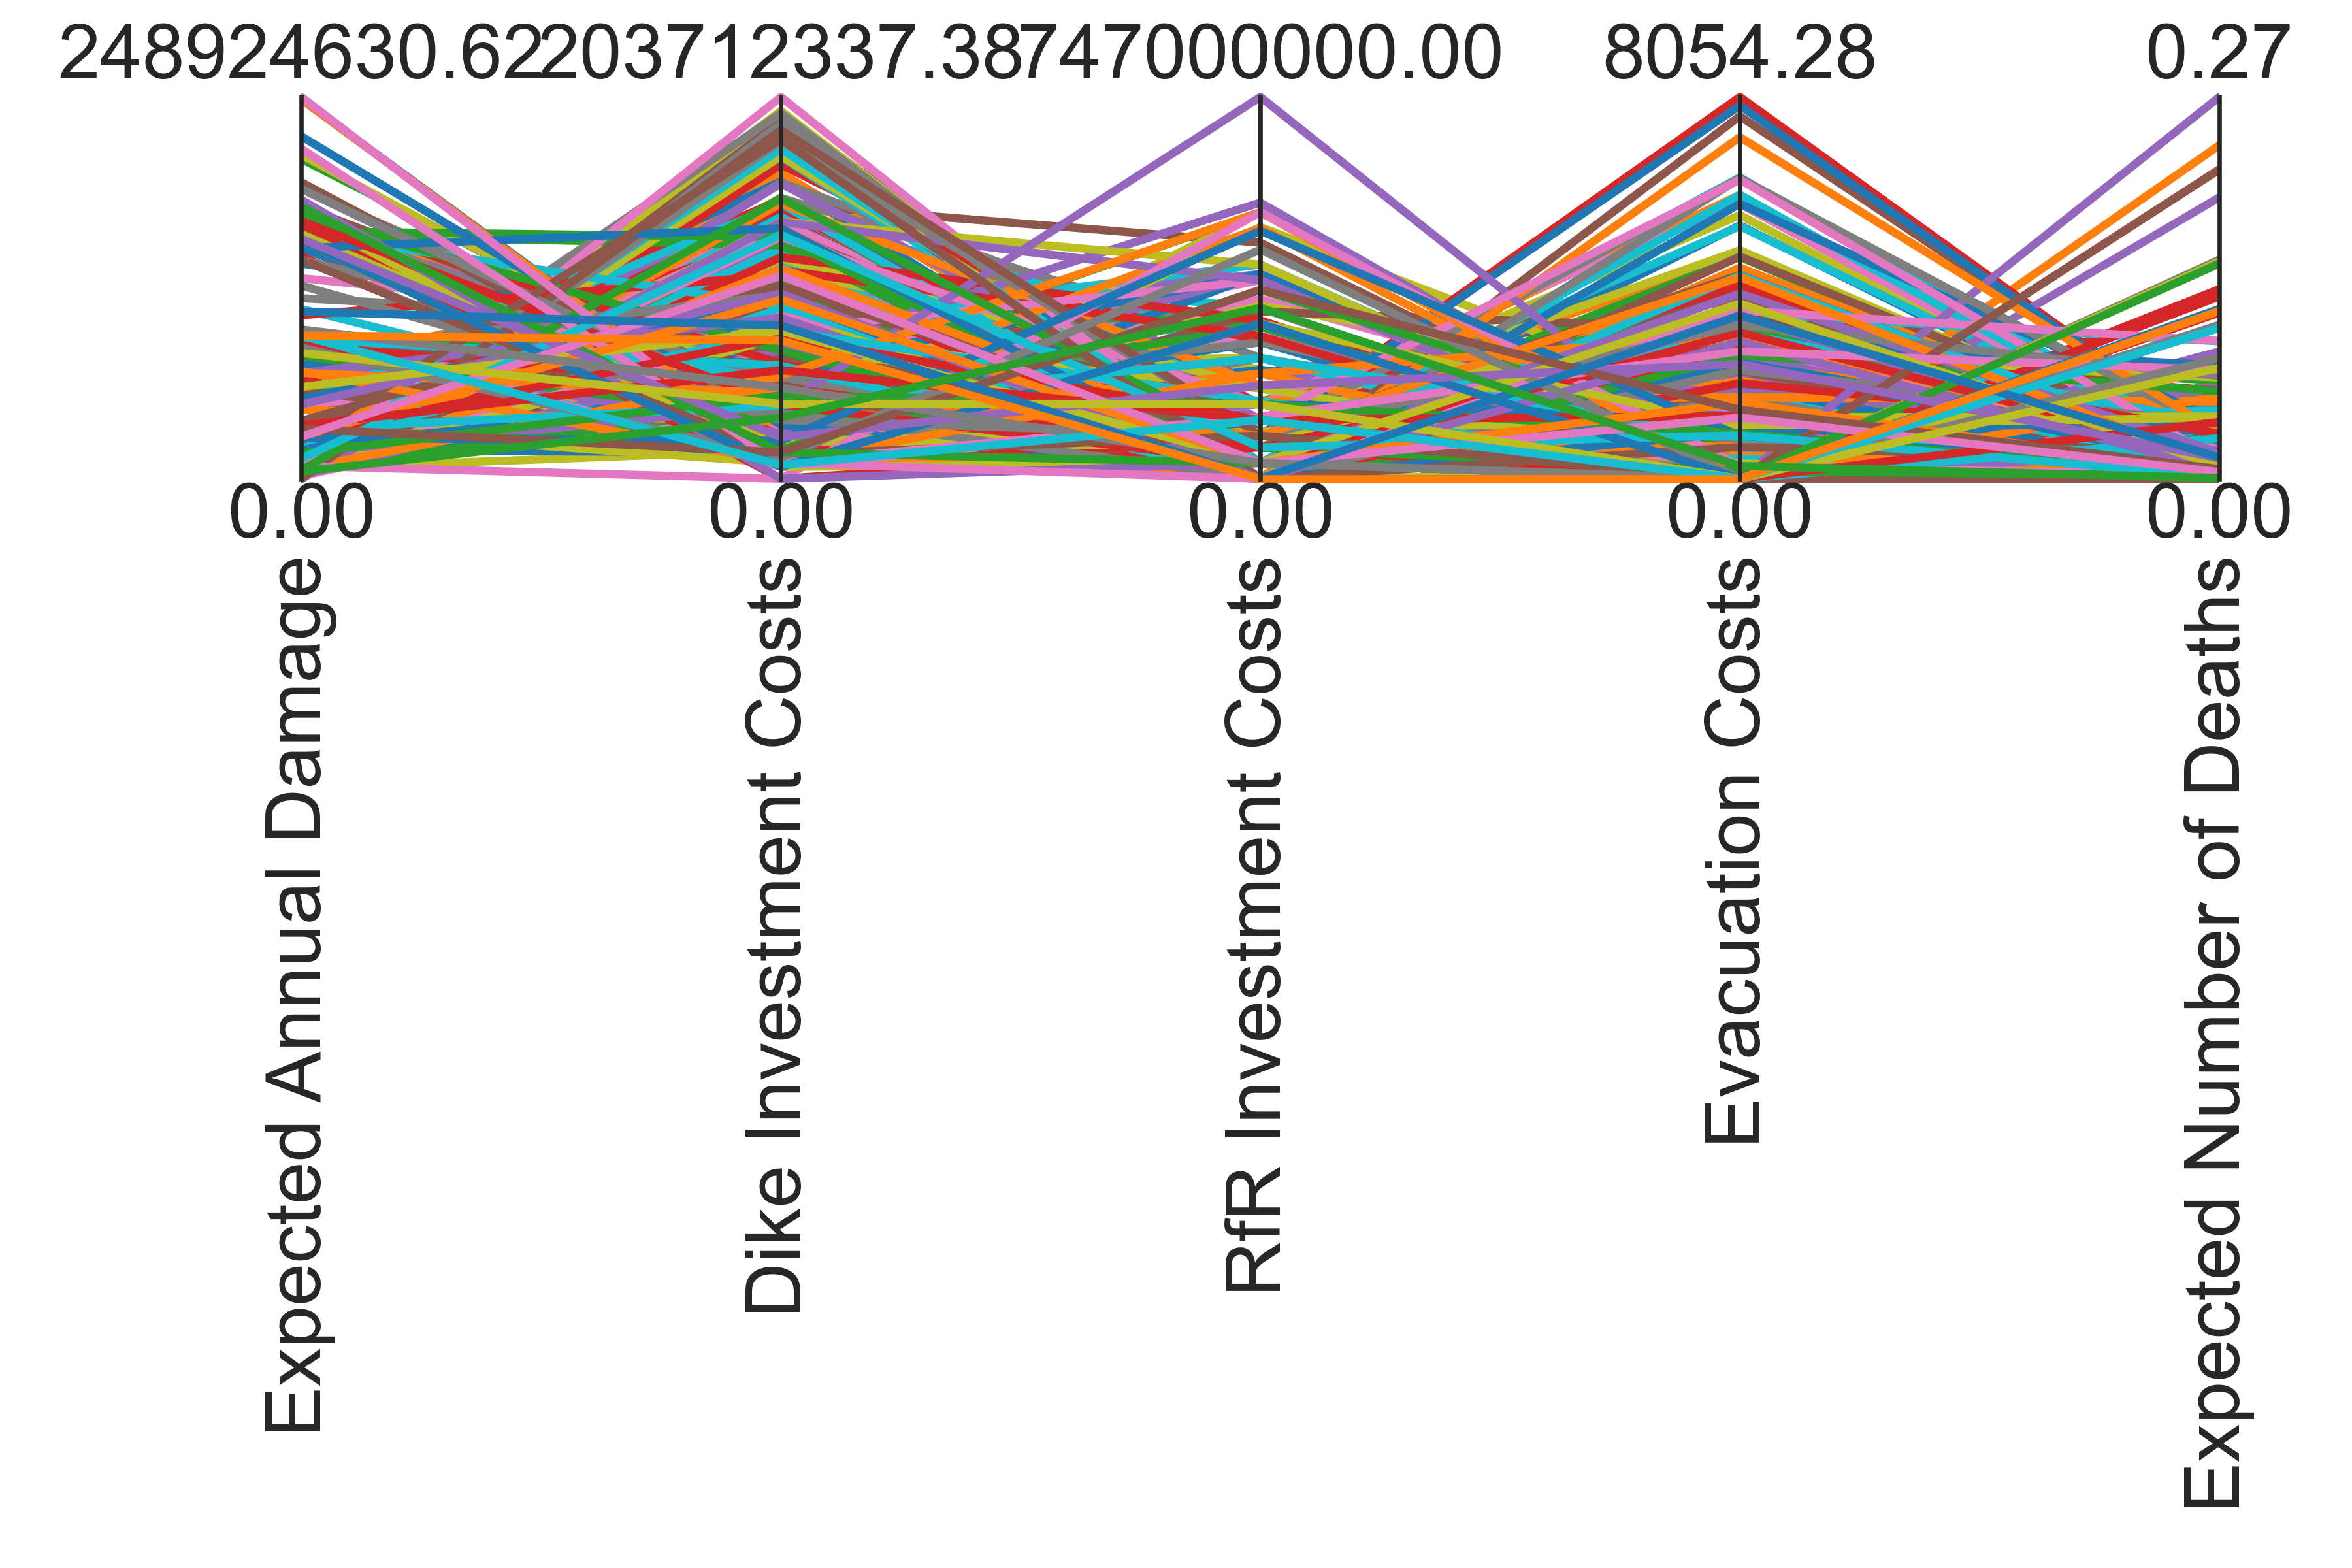 248924630.62
2203712337.38
747000000.00
8054.28
0.27
0.00
0.00
0.00
0.00
0.00
Expected Annual Damage
Dike Investment Costs
RfR Investment Costs
Evacuation Costs
Expected Number of Deaths